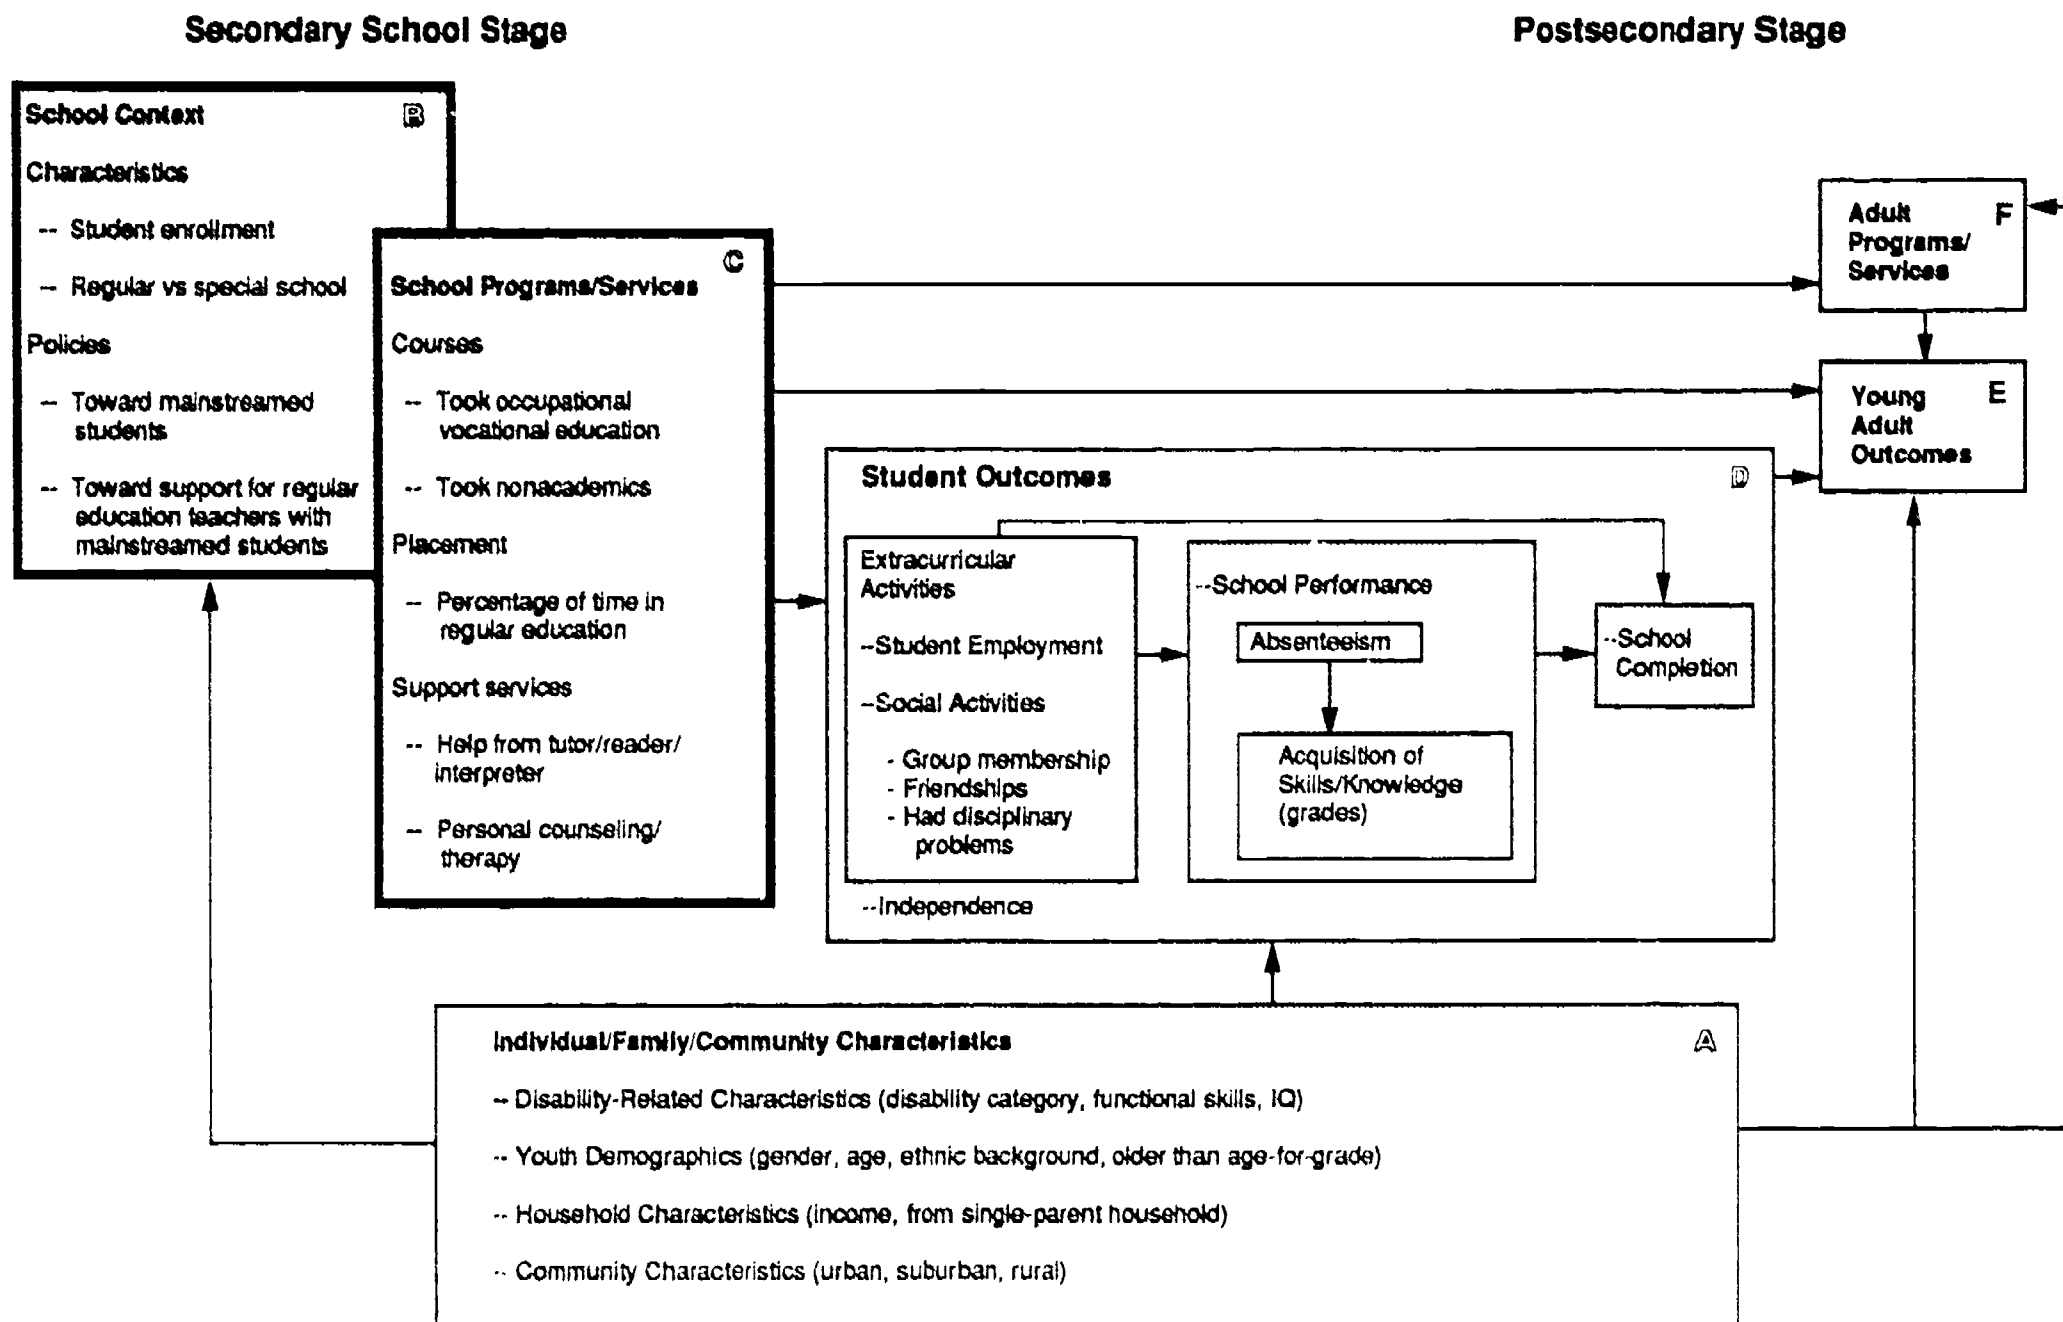 Secondary School Stage
Postsecondary Stage
School Context B
Characteristics
-- Student enrollment
-- Regular vs special school
Policies
-- Toward mainstreamed
students
-- Toward support for regular
education teachers with
mainstreamed students
C
School Programs/Services
Courses
-- Took occupational
vocational education
-- Took nonacademics
Placement
-- Percentage of time in
regular education
Support services
-- Help from tutor/reader/
interpreter
-- Personal counseling/
therapy
Student Outcomes D
Extracurricular
Activities
--Student Employment
--Social Activities
- Group membership
- Friendships
- Had disciplinary
problems
--Independence
--School Performance
Absenteeism
Acquisition of
Skills/Knowledge
(grades)
--School
Completion
Adult F
Programs/
Services
Young E
Adult
Outcomes
Individual/Family/Community Characteristics A
-- Disability-Related Characteristics (disability category, functional skills, IQ)
-- Youth Demographics (gender, age, ethnic background, older than age-for-grade)
-- Household Characteristics (income, from single-parent household)
-- Community Characteristics (urban, suburban, rural)